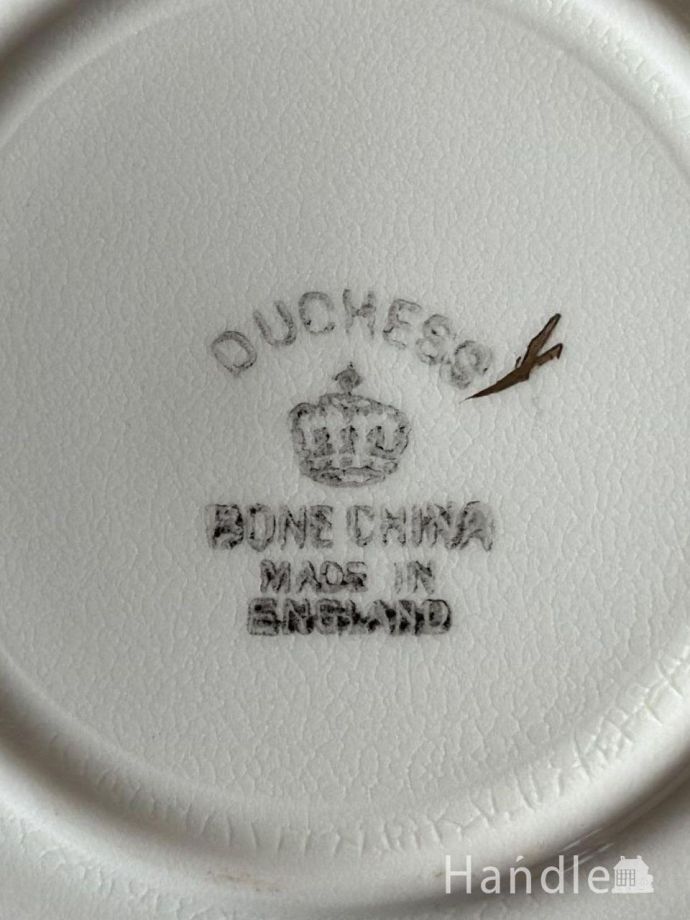 DUCHESS
BONE CHINA
MADE IN
ENGLAND
Handle